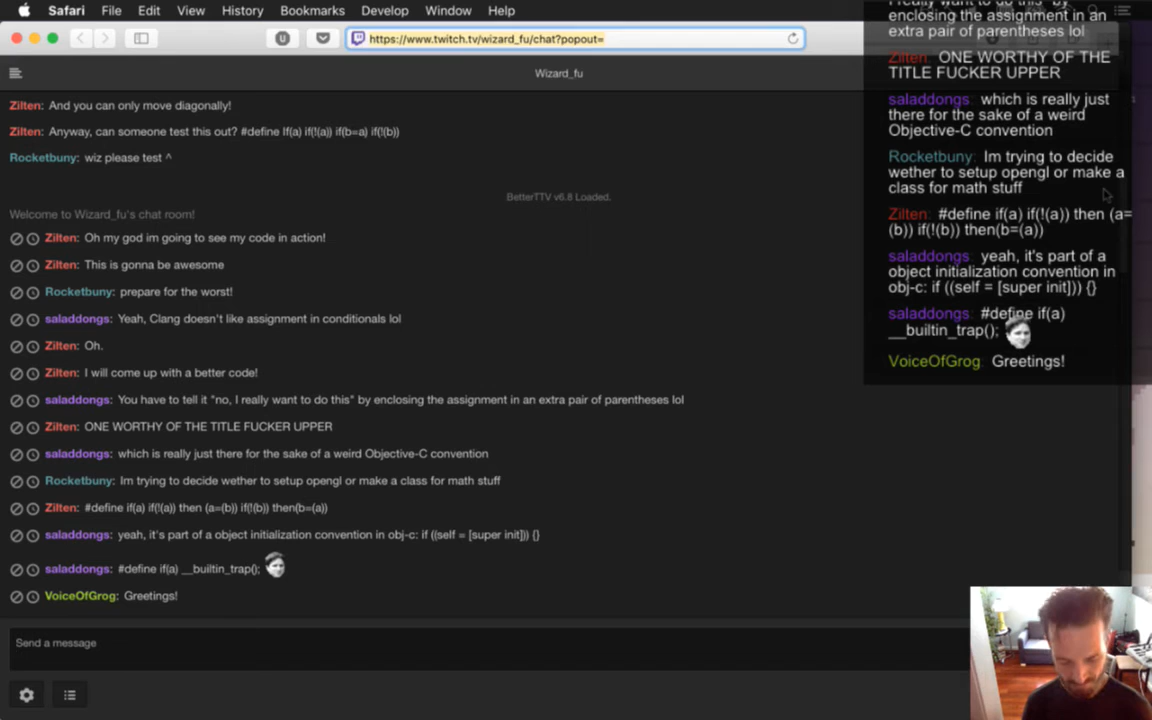 Safari File Edit View History Bookmarks Develop Window Help
https://www.twitch.tv/wizard_fu/chat?popout=
Wizard_fu
Zilten: And you can only move diagonally!
Zilten: Anyway, can someone test this out? #define If(a) if(!(a)) if(b=a) if(!(b))
Rocketbuny: wiz please test ^
BetterTTV v6.8 Loaded.
Welcome to Wizard_fu's chat room!
Zilten: Oh my god im going to see my code in action!
Zilten: This is gonna be awesome
Rocketbuny: prepare for the worst!
saladdongs: Yeah, Clang doesn't like assignment in conditionals lol
Zilten: Oh.
Zilten: I will come up with a better code!
saladdongs: You have to tell it "no, I really want to do this" by enclosing the assignment in an extra pair of parentheses lol
Zilten: ONE WORTHY OF THE TITLE FUCKER UPPER
saladdongs: which is really just there for the sake of a weird Objective-C convention
Rocketbuny: Im trying to decide wether to setup opengl or make a class for math stuff
Zilten: #define if(a) if(!(a)) then (a=(b)) if(!(b)) then(b=(a))
saladdongs: yeah, it's part of a object initialization convention in obj-c: if ((self = [super init])) {}
saladdongs: #define if(a) __builtin_trap();
VoiceOfGrog: Greetings!
Send a message
I really want to do this" by
enclosing the assignment in an
extra pair of parentheses lol
Zilten: ONE WORTHY OF THE
TITLE FUCKER UPPER
saladdongs: which is really just
there for the sake of a weird
Objective-C convention
Rocketbuny: Im trying to decide
wether to setup opengl or make a
class for math stuff
Zilten: #define if(a) if(!(a)) then (a=
(b)) if(!(b)) then(b=(a))
saladdongs: yeah, it's part of a
object initialization convention in
obj-c: if ((self = [super init])) {}
saladdongs: #define if(a)
__builtin_trap();
VoiceOfGrog: Greetings!